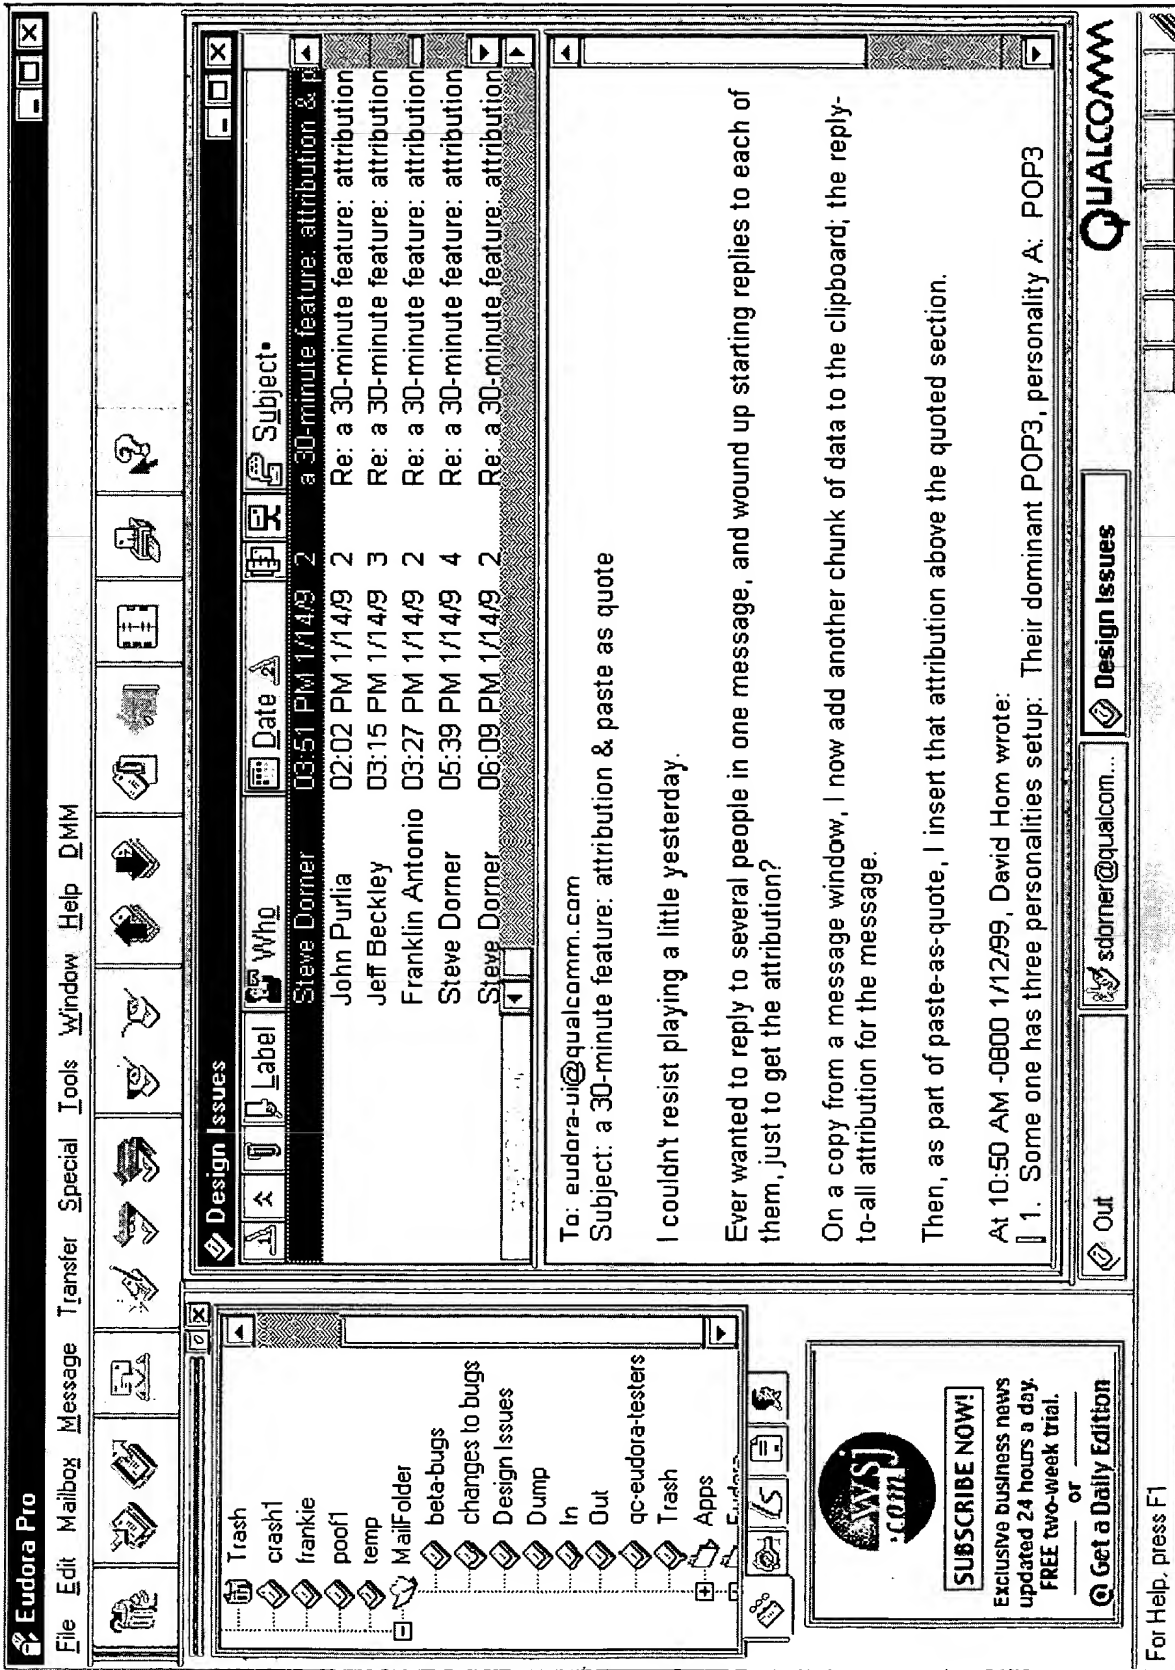 Eudora Pro
File Edit Mailbox Message Transfer Special Tools Window Help DMM
Trash
crash1
frankie
poof1
temp
MailFolder
beta-bugs
changes to bugs
Design Issues
Dump
In
Out
qc-eudora-testers
Trash
Apps
wsj
.com
SUBSCRIBE NOW!
Exclusive business news
updated 24 hours a day.
FREE two-week trial.
or
@ Get a Daily Edition
Design Issues
Label Who Date Subject
Steve Dorner 03:51 PM 1/14/9 2 a 30-minute feature: attribution & p
John Purlia 02:02 PM 1/14/9 2 Re: a 30-minute feature: attribution
Jeff Beckley 03:15 PM 1/14/9 3 Re: a 30-minute feature: attribution
Franklin Antonio 03:27 PM 1/14/9 2 Re: a 30-minute feature: attribution
Steve Dorner 05:39 PM 1/14/9 4 Re: a 30-minute feature: attribution
Steve Dorner 06:09 PM 1/14/9 2 Re: a 30-minute feature: attribution
To: eudora-ui@qualcomm.com
Subject: a 30-minute feature: attribution & paste as quote
I couldn't resist playing a little yesterday.
Ever wanted to reply to several people in one message, and wound up starting replies to each of
them, just to get the attribution?
On a copy from a message window, I now add another chunk of data to the clipboard; the reply-
to-all attribution for the message.
Then, as part of paste-as-quote, I insert that attribution above the quoted section.
At 10:50 AM -0800 1/12/99, David Hom wrote:
1. Some one has three personalities setup: Their dominant POP3, personality A: POP3
Out
sdorner@qualcom...
Design Issues
QUALCOMM
For Help, press F1